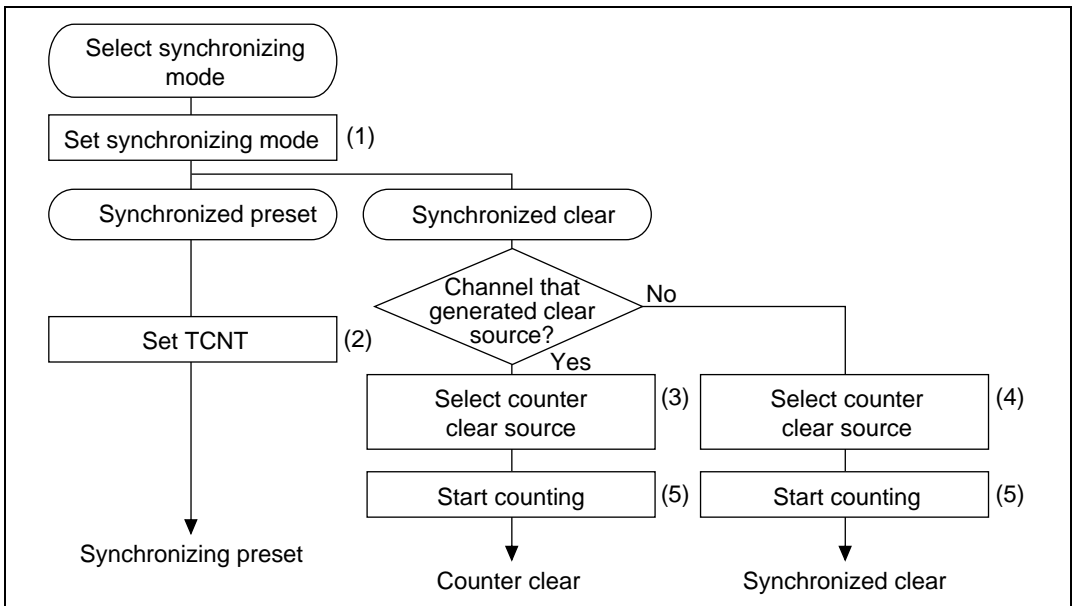 Select synchronizing
mode
Set synchronizing mode
(1)
Synchronized preset
Synchronized clear
Channel that
generated clear
source?
No
Yes
Set TCNT
(2)
Select counter
clear source
(3)
Select counter
clear source
(4)
Start counting
(5)
Start counting
(5)
Synchronizing preset
Counter clear
Synchronized clear